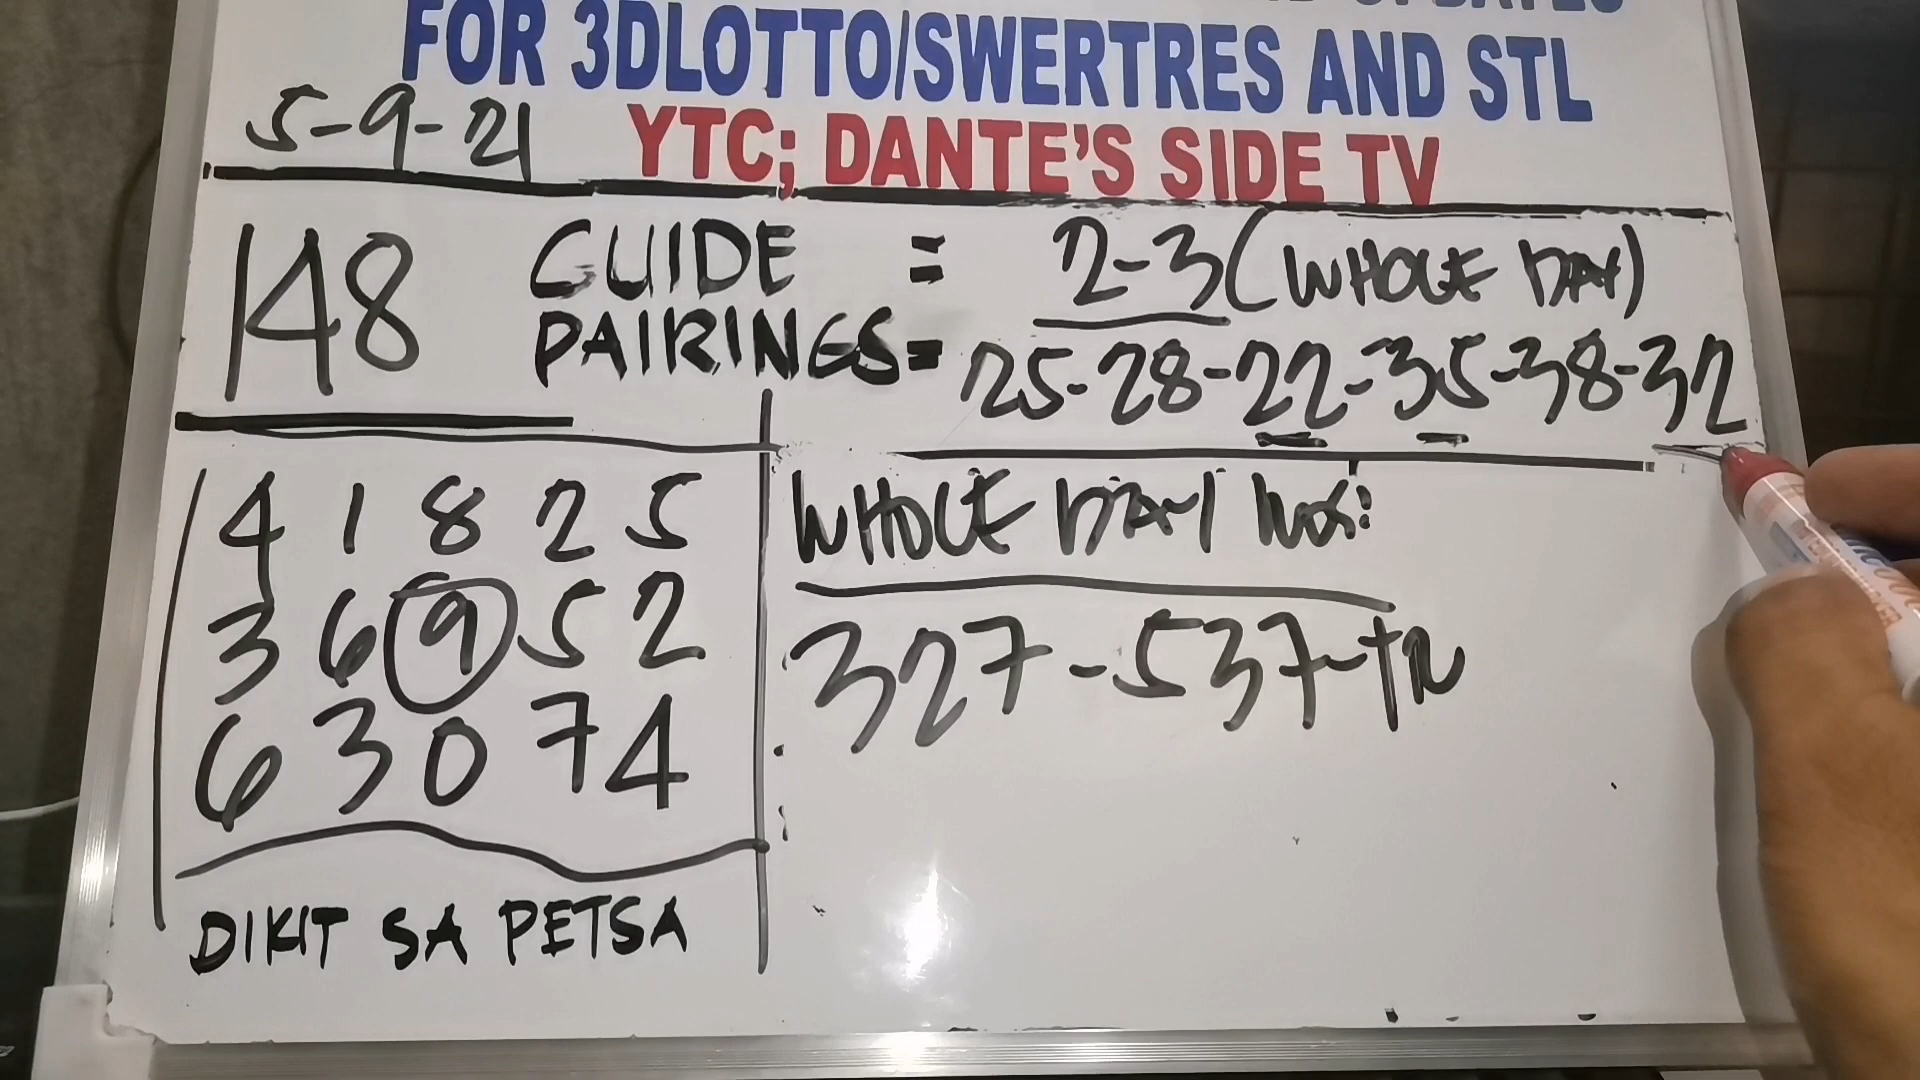 FOR 3DLOTTO/SWERTRES AND STL
5-9-21
YTC; DANTE'S SIDE TV
148
GUIDE = 2-3 (WHOLE DAY)
PAIRINGS = 25-28-22-35-38-32
4 1 8 2 5
3 6 9 5 2
6 3 0 7 4
DIKIT SA PETSA
WHOLE DAY NOS:
327-537-TR